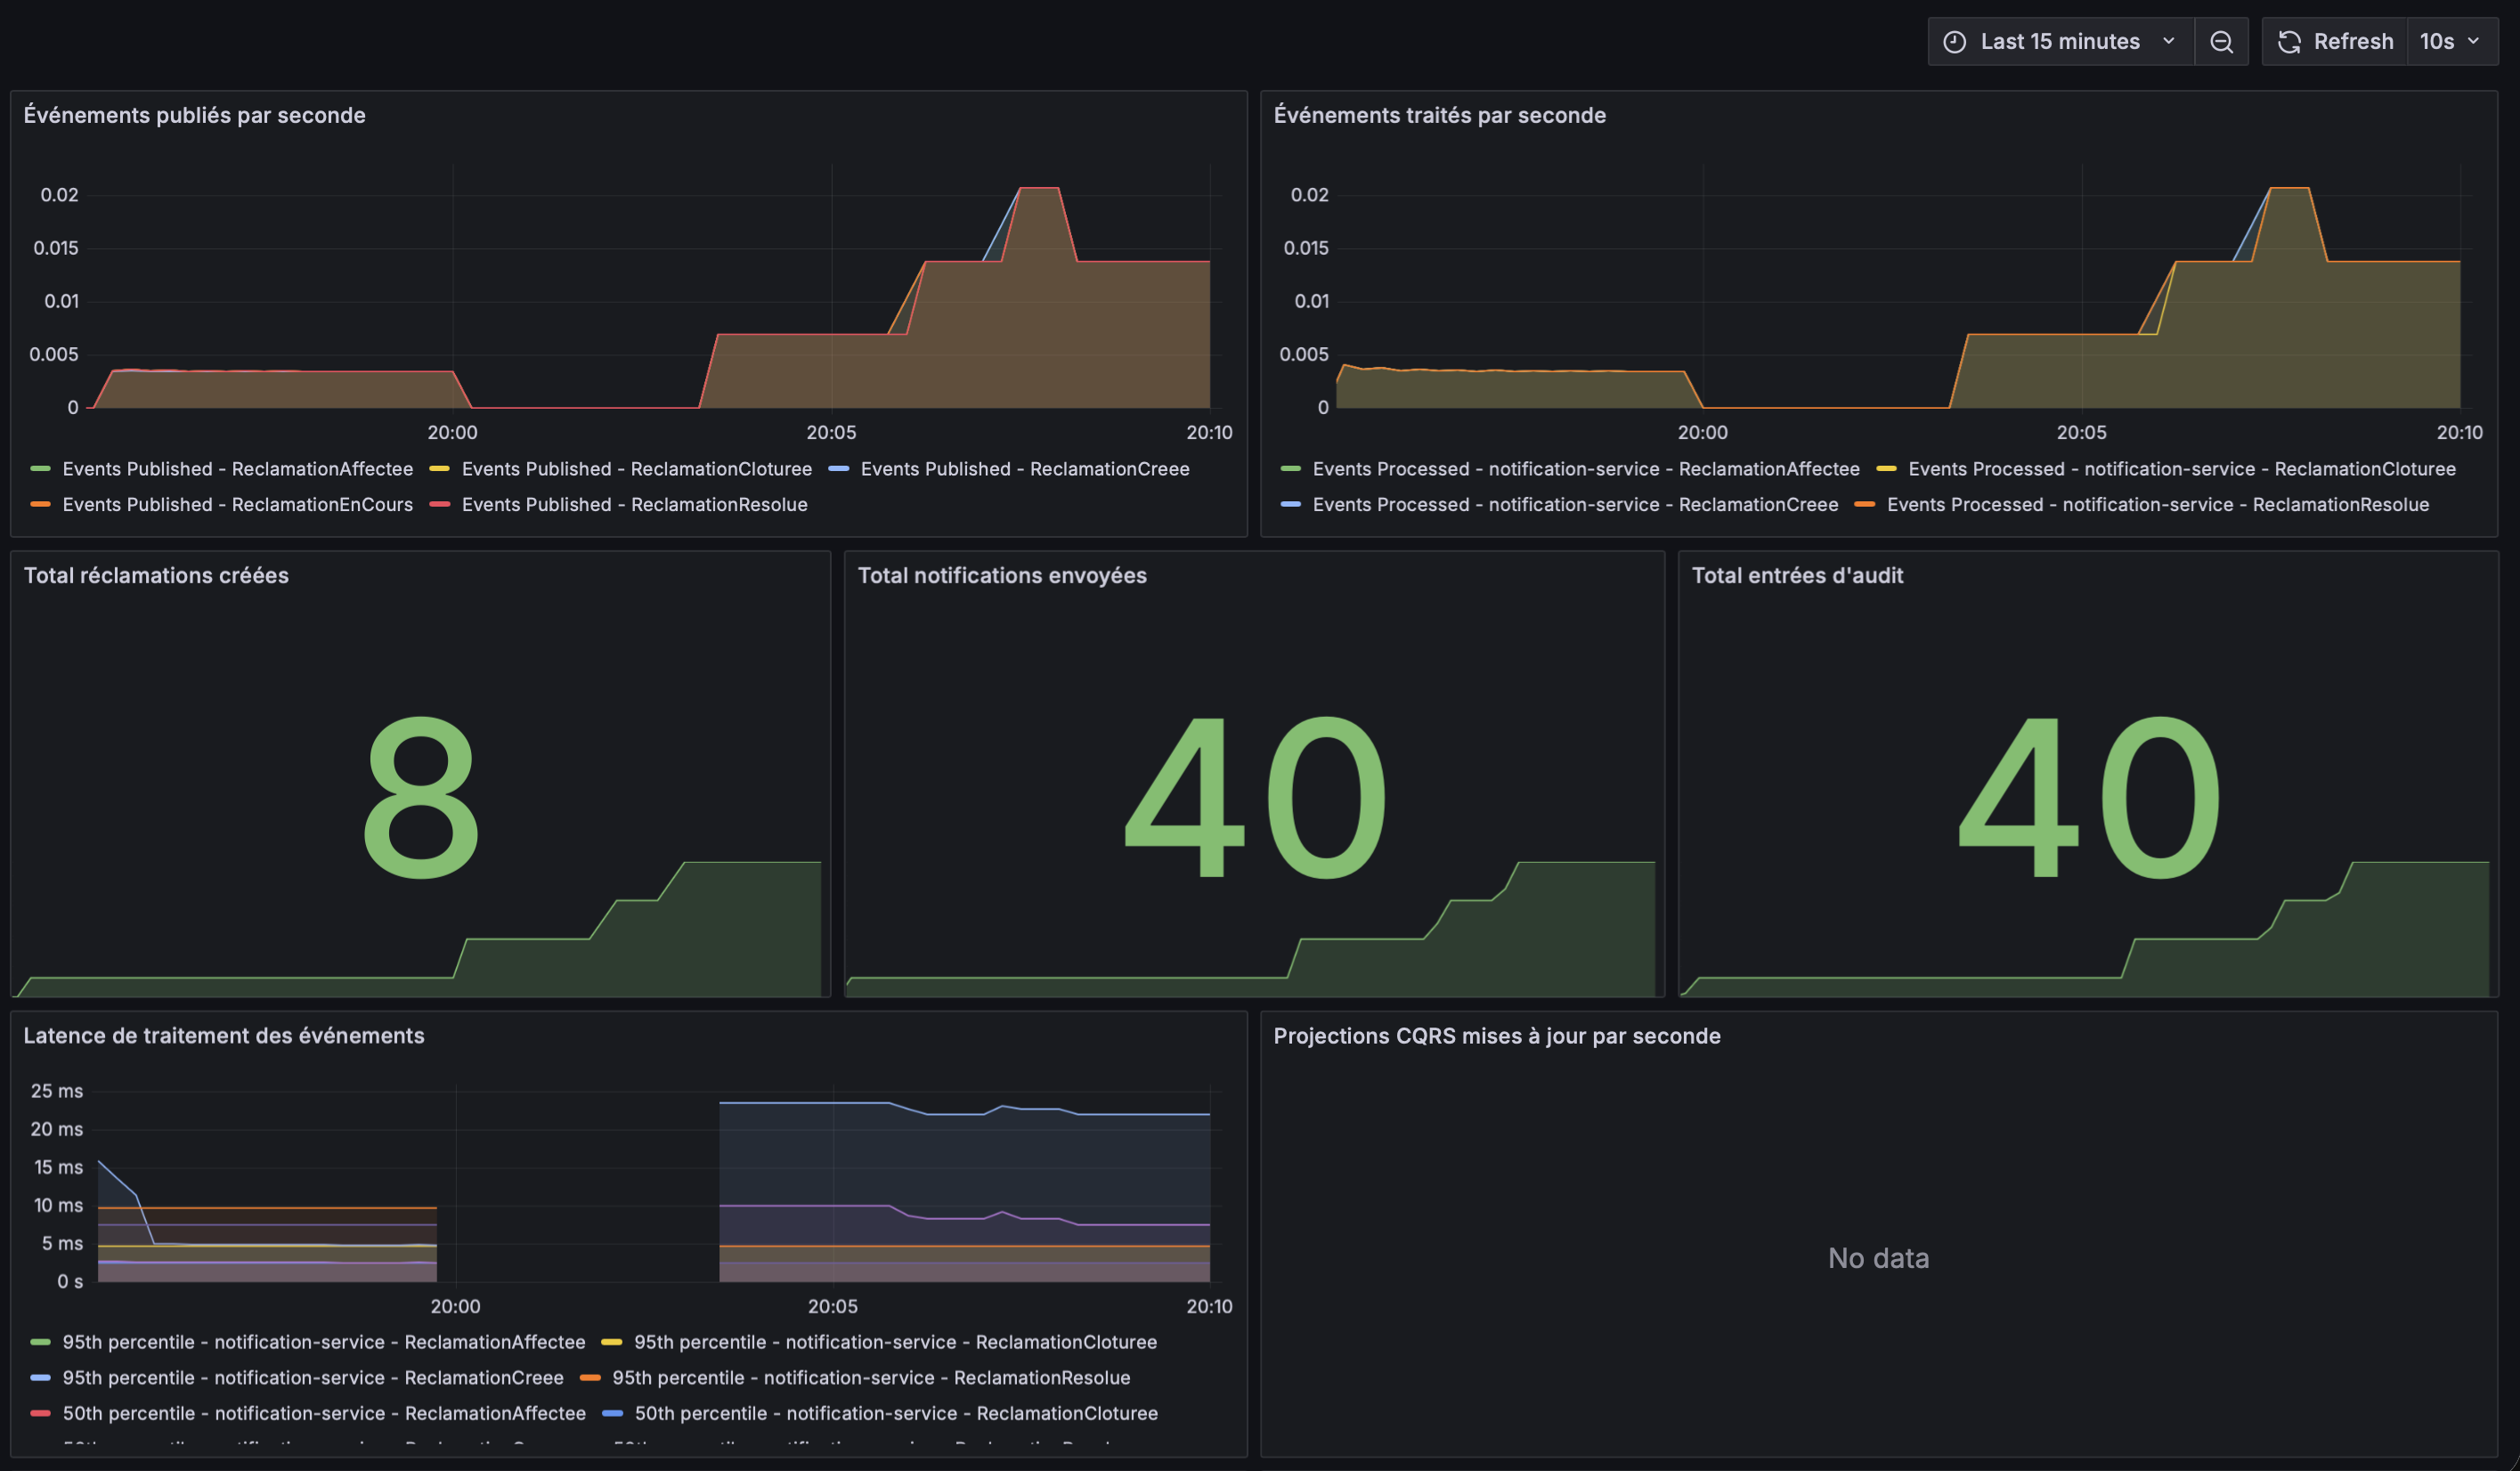 Last 15 minutes Refresh 10s
Événements publiés par seconde
0.02
0.015
0.01
0.005
0
20:00 20:05 20:10
Events Published - ReclamationAffectee Events Published - ReclamationCloturee Events Published - ReclamationCreee
Events Published - ReclamationEnCours Events Published - ReclamationResolue
Événements traités par seconde
0.02
0.015
0.01
0.005
0
20:00 20:05 20:10
Events Processed - notification-service - ReclamationAffectee Events Processed - notification-service - ReclamationCloturee
Events Processed - notification-service - ReclamationCreee Events Processed - notification-service - ReclamationResolue
Total réclamations créées
8
Total notifications envoyées
40
Total entrées d'audit
40
Latence de traitement des événements
25 ms
20 ms
15 ms
10 ms
5 ms
0 s
20:00 20:05 20:10
95th percentile - notification-service - ReclamationAffectee 95th percentile - notification-service - ReclamationCloturee
95th percentile - notification-service - ReclamationCreee 95th percentile - notification-service - ReclamationResolue
50th percentile - notification-service - ReclamationAffectee 50th percentile - notification-service - ReclamationCloturee
Projections CQRS mises à jour par seconde
No data